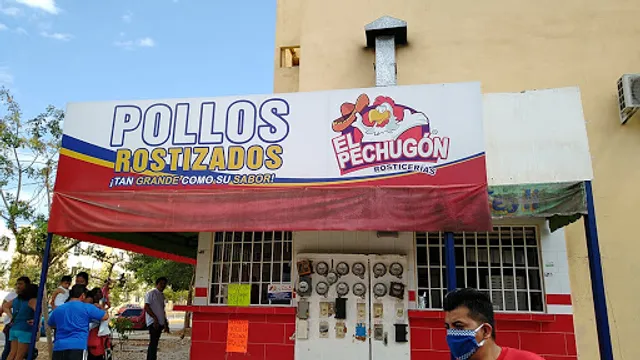 POLLOS
ROSTIZADOS
¡TAN GRANDE COMO SU SABOR!
EL
PECHUGÓN
ROSTICERÍAS